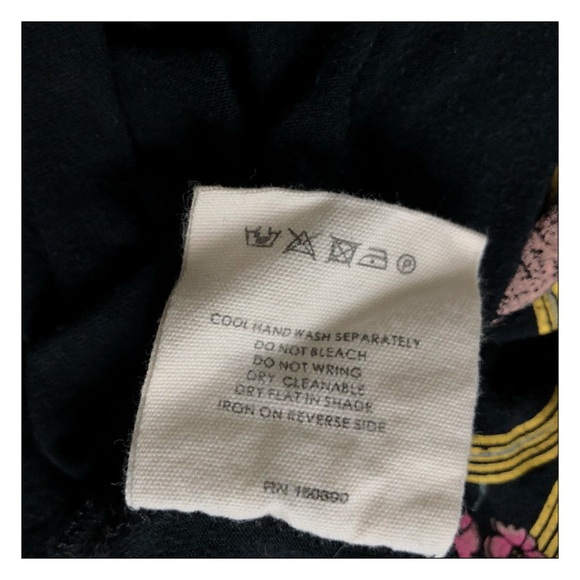 P
COOL HAND WASH SEPARATELY
DO NOT BLEACH
DO NOT WRING
DRY CLEANABLE
DRY FLAT IN SHADE
IRON ON REVERSE SIDE
RN 150890